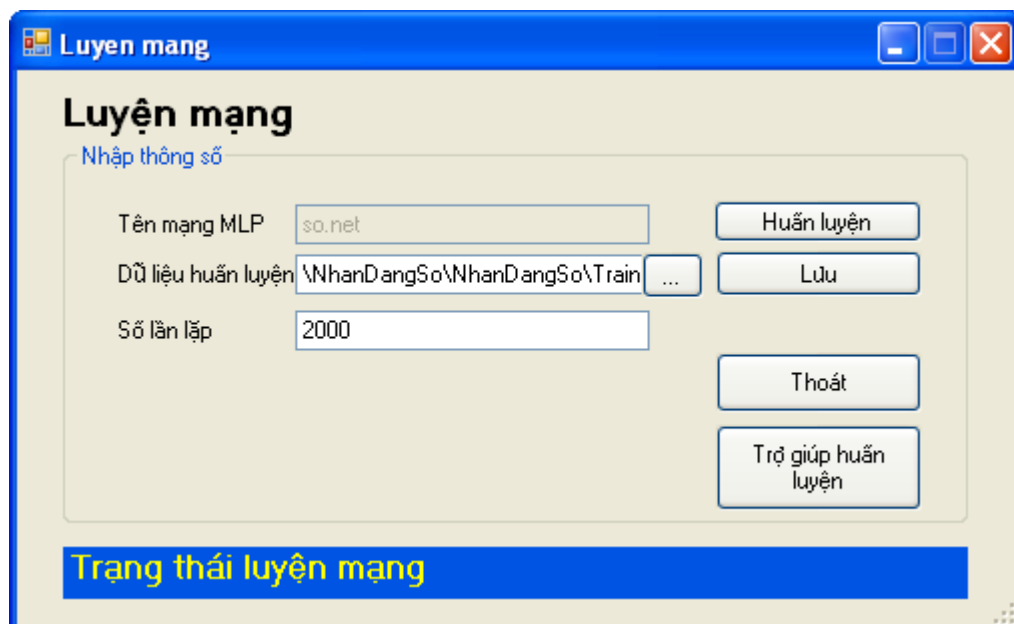 Luyen mang
Luyện mạng
Nhập thông số
Tên mạng MLP so.net Huấn luyện
Dữ liệu huấn luyện \NhanDangSo\NhanDangSo\Train ... Lưu
Số lần lặp 2000
Thoát
Trợ giúp huấn
luyện
Trạng thái luyện mạng